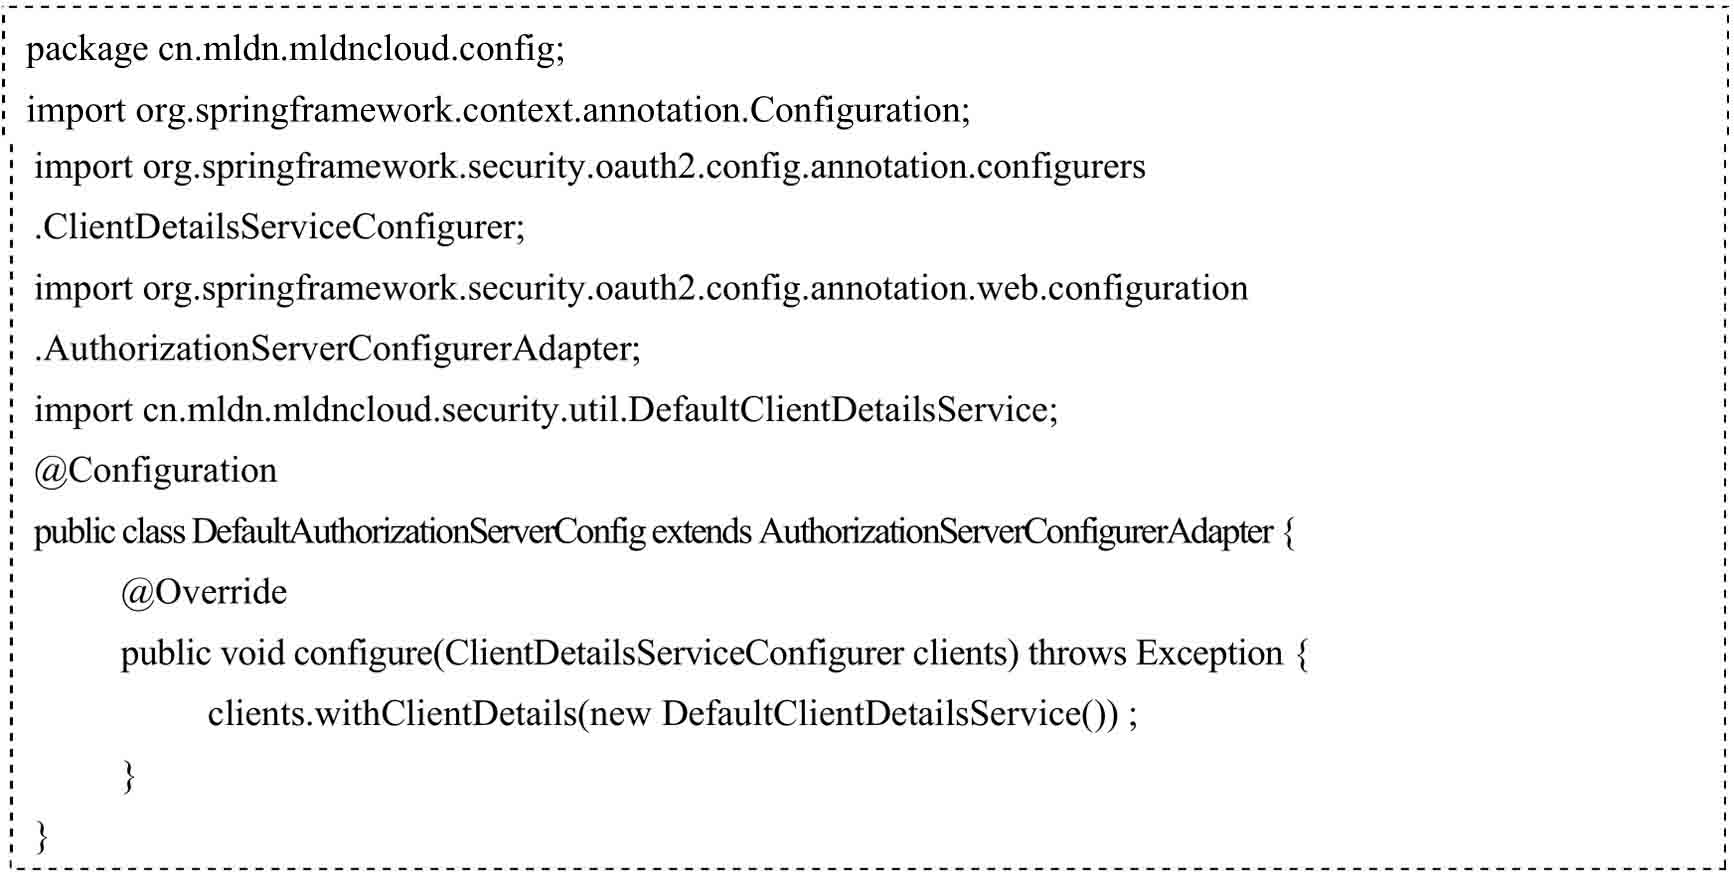 package cn.mldn.mldncloud.config;
import org.springframework.context.annotation.Configuration;
import org.springframework.security.oauth2.config.annotation.configurers
.ClientDetailsServiceConfigurer;
import org.springframework.security.oauth2.config.annotation.web.configuration
.AuthorizationServerConfigurerAdapter;
import cn.mldn.mldncloud.security.util.DefaultClientDetailsService;
@Configuration
public class DefaultAuthorizationServerConfig extends AuthorizationServerConfigurerAdapter {
@Override
public void configure(ClientDetailsServiceConfigurer clients) throws Exception {
clients.withClientDetails(new DefaultClientDetailsService()) ;
}
}